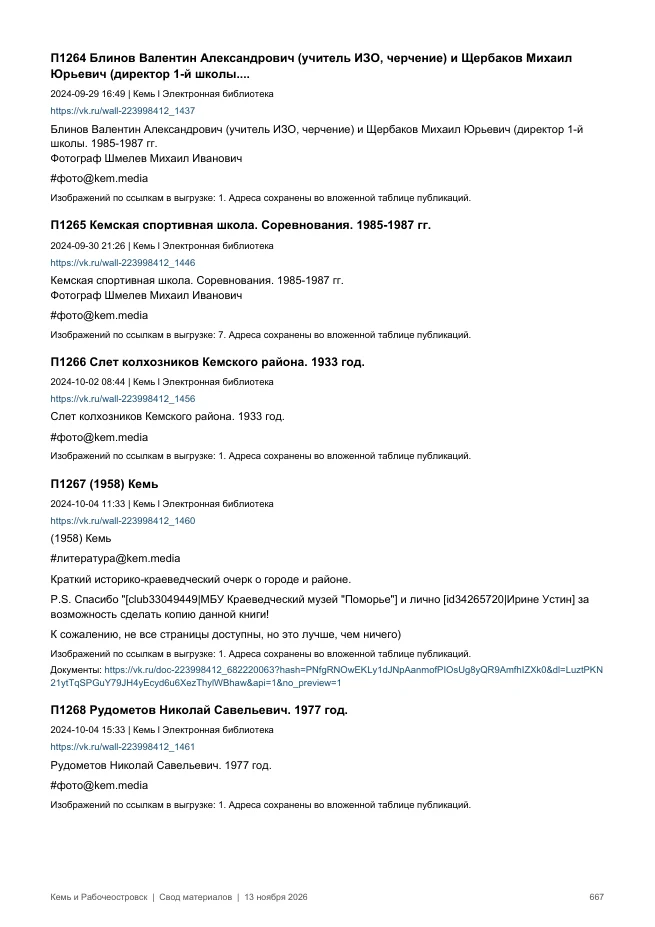 П1264 Блинов Валентин Александрович (учитель ИЗО, черчение) и Щербаков Михаил
Юрьевич (директор 1-й школы....
2024-09-29 16:49 | Кемь I Электронная библиотека
https://vk.ru/wall-223998412_1437
Блинов Валентин Александрович (учитель ИЗО, черчение) и Щербаков Михаил Юрьевич (директор 1-й
школы. 1985-1987 гг.
Фотограф Шмелев Михаил Иванович
#фото@kem.media
Изображений по ссылкам в выгрузке: 1. Адреса сохранены во вложенной таблице публикаций.
П1265 Кемская спортивная школа. Соревнования. 1985-1987 гг.
2024-09-30 21:26 | Кемь I Электронная библиотека
https://vk.ru/wall-223998412_1446
Кемская спортивная школа. Соревнования. 1985-1987 гг.
Фотограф Шмелев Михаил Иванович
#фото@kem.media
Изображений по ссылкам в выгрузке: 7. Адреса сохранены во вложенной таблице публикаций.
П1266 Слет колхозников Кемского района. 1933 год.
2024-10-02 08:44 | Кемь I Электронная библиотека
https://vk.ru/wall-223998412_1456
Слет колхозников Кемского района. 1933 год.
#фото@kem.media
Изображений по ссылкам в выгрузке: 1. Адреса сохранены во вложенной таблице публикаций.
П1267 (1958) Кемь
2024-10-04 11:33 | Кемь I Электронная библиотека
https://vk.ru/wall-223998412_1460
(1958) Кемь
#литература@kem.media
Краткий историко-краеведческий очерк о городе и районе.
P.S. Спасибо "[club33049449|МБУ Краеведческий музей "Поморье"] и лично [id34265720|Ирине Устин] за
возможность сделать копию данной книги!
К сожалению, не все страницы доступны, но это лучше, чем ничего)
Изображений по ссылкам в выгрузке: 1. Адреса сохранены во вложенной таблице публикаций.
Документы: https://vk.ru/doc-223998412_682220063?hash=PNfgRNOwEKLy1dJNpAanmofPIOsUg8yQR9AmfhIZXk0&dl=LuztPKN
21ytTqSPGuY79JH4yEcyd6u6XezThylWBhaw&api=1&no_preview=1
П1268 Рудометов Николай Савельевич. 1977 год.
2024-10-04 15:33 | Кемь I Электронная библиотека
https://vk.ru/wall-223998412_1461
Рудометов Николай Савельевич. 1977 год.
#фото@kem.media
Изображений по ссылкам в выгрузке: 1. Адреса сохранены во вложенной таблице публикаций.
Кемь и Рабочеостровск | Свод материалов | 13 ноября 2026
667